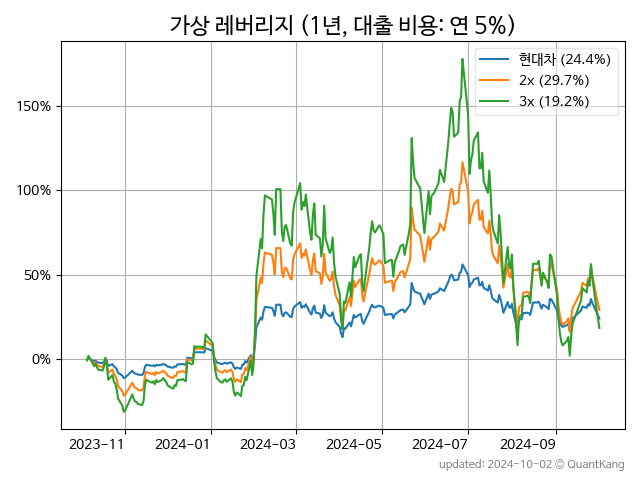 가상 레버리지 (1년, 대출 비용: 연 5%)
현대차 (24.4%)
2x (29.7%)
3x (19.2%)
150%
100%
50%
0%
2023-11 2024-01 2024-03 2024-05 2024-07 2024-09
updated: 2024-10-02 © QuantKang